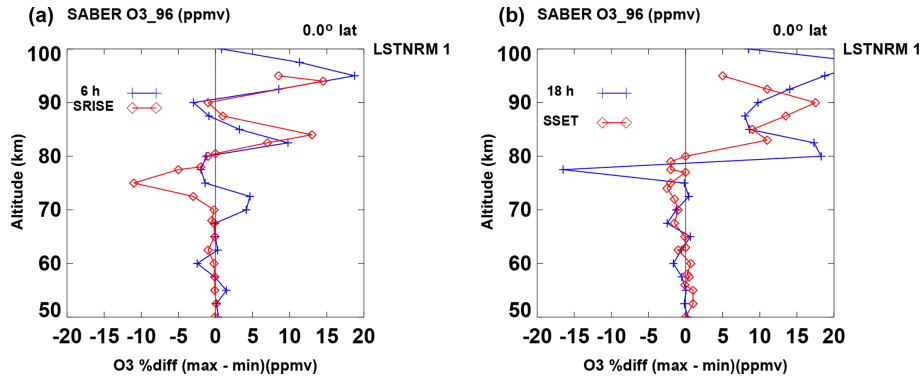 (a) SABER O3_96 (ppmv)
0.0° lat
LSTNRM 1
100
90
80
70
60
50
Altitude (km)
6 h
SRISE
-20 -15 -10 -5 0 5 10 15 20
O3 %diff (max - min)(ppmv)
(b) SABER O3_96 (ppmv)
0.0° lat
LSTNRM 1
100
90
80
70
60
50
Altitude (km)
18 h
SSET
-20 -15 -10 -5 0 5 10 15 20
O3 %diff (max - min)(ppmv)